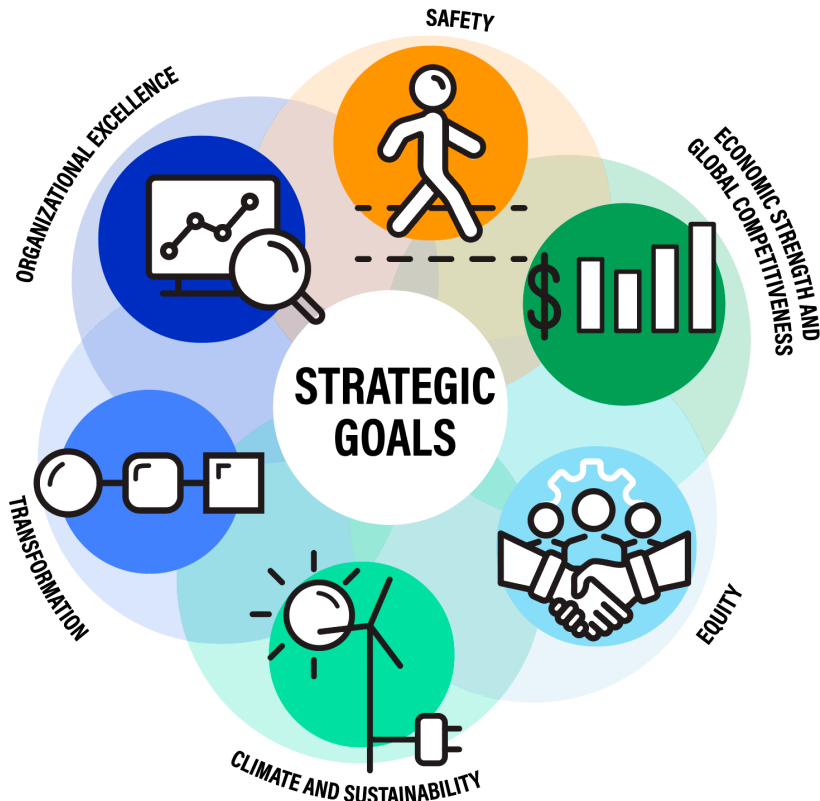 SAFETY
ECONOMIC STRENGTH AND
GLOBAL COMPETITIVENESS
EQUITY
CLIMATE AND SUSTAINABILITY
TRANSFORMATION
ORGANIZATIONAL EXCELLENCE
STRATEGIC
GOALS
$